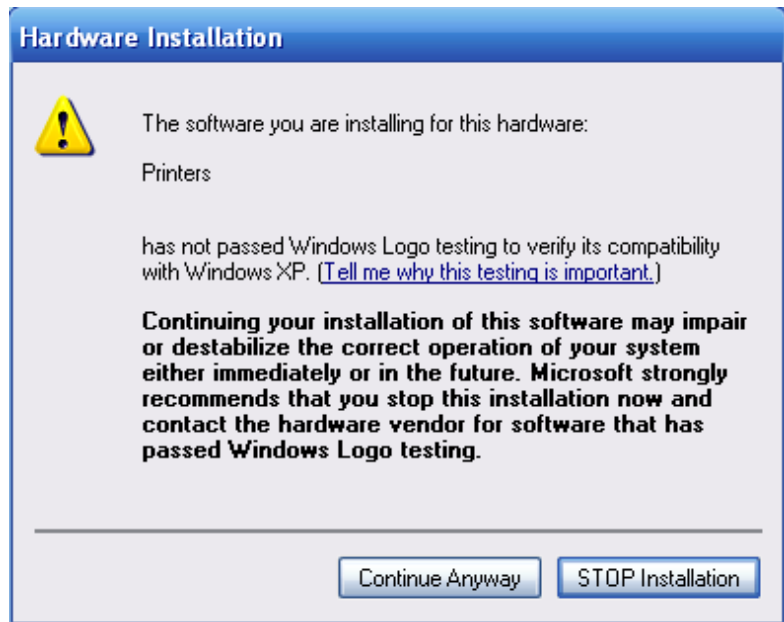 Hardware Installation
The software you are installing for this hardware:
Printers
has not passed Windows Logo testing to verify its compatibility
with Windows XP. (Tell me why this testing is important.)
Continuing your installation of this software may impair
or destabilize the correct operation of your system
either immediately or in the future. Microsoft strongly
recommends that you stop this installation now and
contact the hardware vendor for software that has
passed Windows Logo testing.
Continue Anyway
STOP Installation